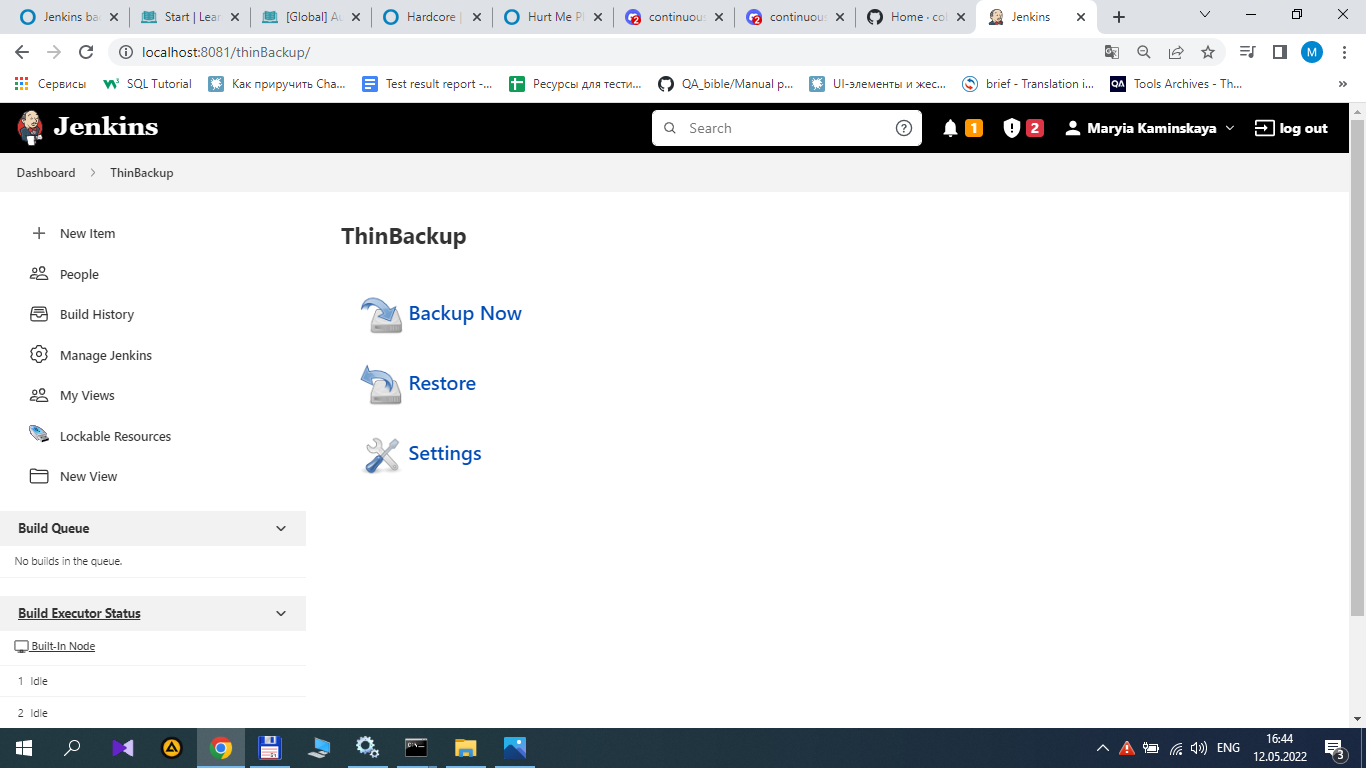 Jenkins ba
Start | Lear
[Global] Au
Hardcore |
Hurt Me Pl
continuous
continuous
Home · col
Jenkins
localhost:8081/thinBackup/
M
Сервисы
SQL Tutorial
Как приручить Cha...
Test result report -...
Ресурсы для тести...
QA_bible/Manual p...
UI-элементы и жес...
brief - Translation i...
QA
Tools Archives - Th...
»
Jenkins
Search
1
2
Maryia Kaminskaya
log out
Dashboard
ThinBackup
New Item
People
Build History
Manage Jenkins
My Views
Lockable Resources
New View
Build Queue
No builds in the queue.
Build Executor Status
Built-In Node
1 Idle
2 Idle
ThinBackup
Backup Now
Restore
Settings
ENG
16:44
12.05.2022
3